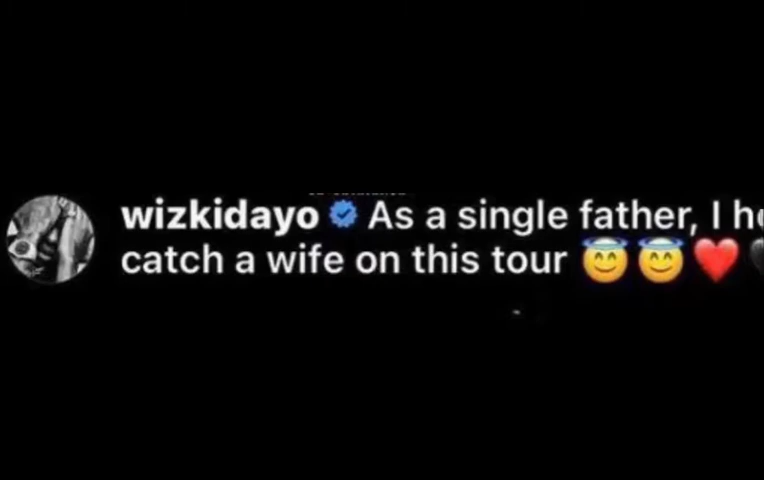 wizkidayo As a single father, I
catch a wife on this tour 😇😇❤️